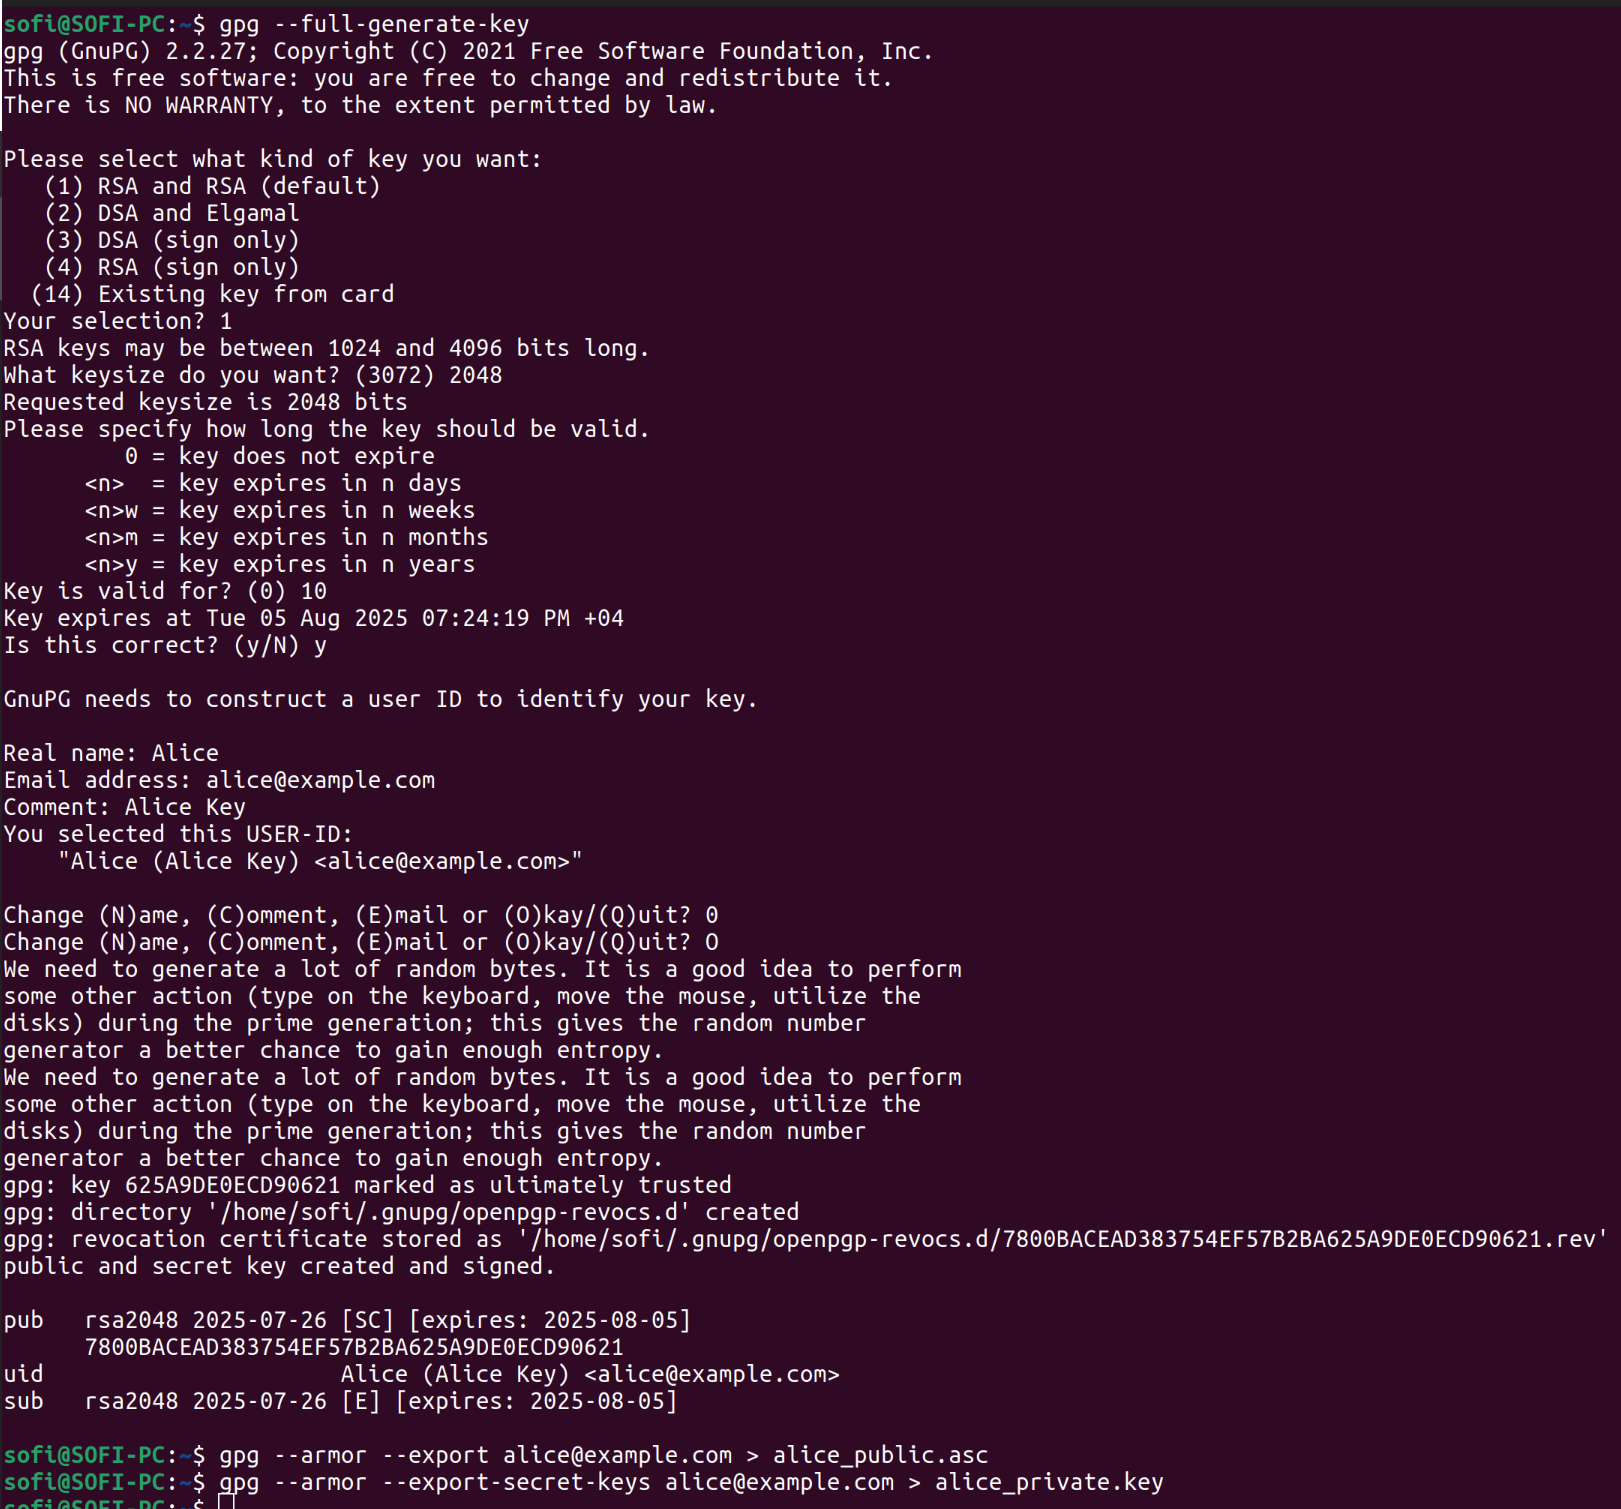 sofi@SOFI-PC:~$ gpg --full-generate-key
gpg (GnuPG) 2.2.27; Copyright (C) 2021 Free Software Foundation, Inc.
This is free software: you are free to change and redistribute it.
There is NO WARRANTY, to the extent permitted by law.

Please select what kind of key you want:
   (1) RSA and RSA (default)
   (2) DSA and Elgamal
   (3) DSA (sign only)
   (4) RSA (sign only)
  (14) Existing key from card
Your selection? 1
RSA keys may be between 1024 and 4096 bits long.
What keysize do you want? (3072) 2048
Requested keysize is 2048 bits
Please specify how long the key should be valid.
         0 = key does not expire
      <n>  = key expires in n days
      <n>w = key expires in n weeks
      <n>m = key expires in n months
      <n>y = key expires in n years
Key is valid for? (0) 10
Key expires at Tue 05 Aug 2025 07:24:19 PM +04
Is this correct? (y/N) y

GnuPG needs to construct a user ID to identify your key.

Real name: Alice
Email address: alice@example.com
Comment: Alice Key
You selected this USER-ID:
    "Alice (Alice Key) <alice@example.com>"

Change (N)ame, (C)omment, (E)mail or (O)kay/(Q)uit? 0
Change (N)ame, (C)omment, (E)mail or (O)kay/(Q)uit? O
We need to generate a lot of random bytes. It is a good idea to perform
some other action (type on the keyboard, move the mouse, utilize the
disks) during the prime generation; this gives the random number
generator a better chance to gain enough entropy.
We need to generate a lot of random bytes. It is a good idea to perform
some other action (type on the keyboard, move the mouse, utilize the
disks) during the prime generation; this gives the random number
generator a better chance to gain enough entropy.
gpg: key 625A9DE0ECD90621 marked as ultimately trusted
gpg: directory '/home/sofi/.gnupg/openpgp-revocs.d' created
gpg: revocation certificate stored as '/home/sofi/.gnupg/openpgp-revocs.d/7800BACEAD383754EF57B2BA625A9DE0ECD90621.rev'
public and secret key created and signed.

pub   rsa2048 2025-07-26 [SC] [expires: 2025-08-05]
      7800BACEAD383754EF57B2BA625A9DE0ECD90621
uid                      Alice (Alice Key) <alice@example.com>
sub   rsa2048 2025-07-26 [E] [expires: 2025-08-05]

sofi@SOFI-PC:~$ gpg --armor --export alice@example.com > alice_public.asc
sofi@SOFI-PC:~$ gpg --armor --export-secret-keys alice@example.com > alice_private.key
sofi@SOFI-PC:~$